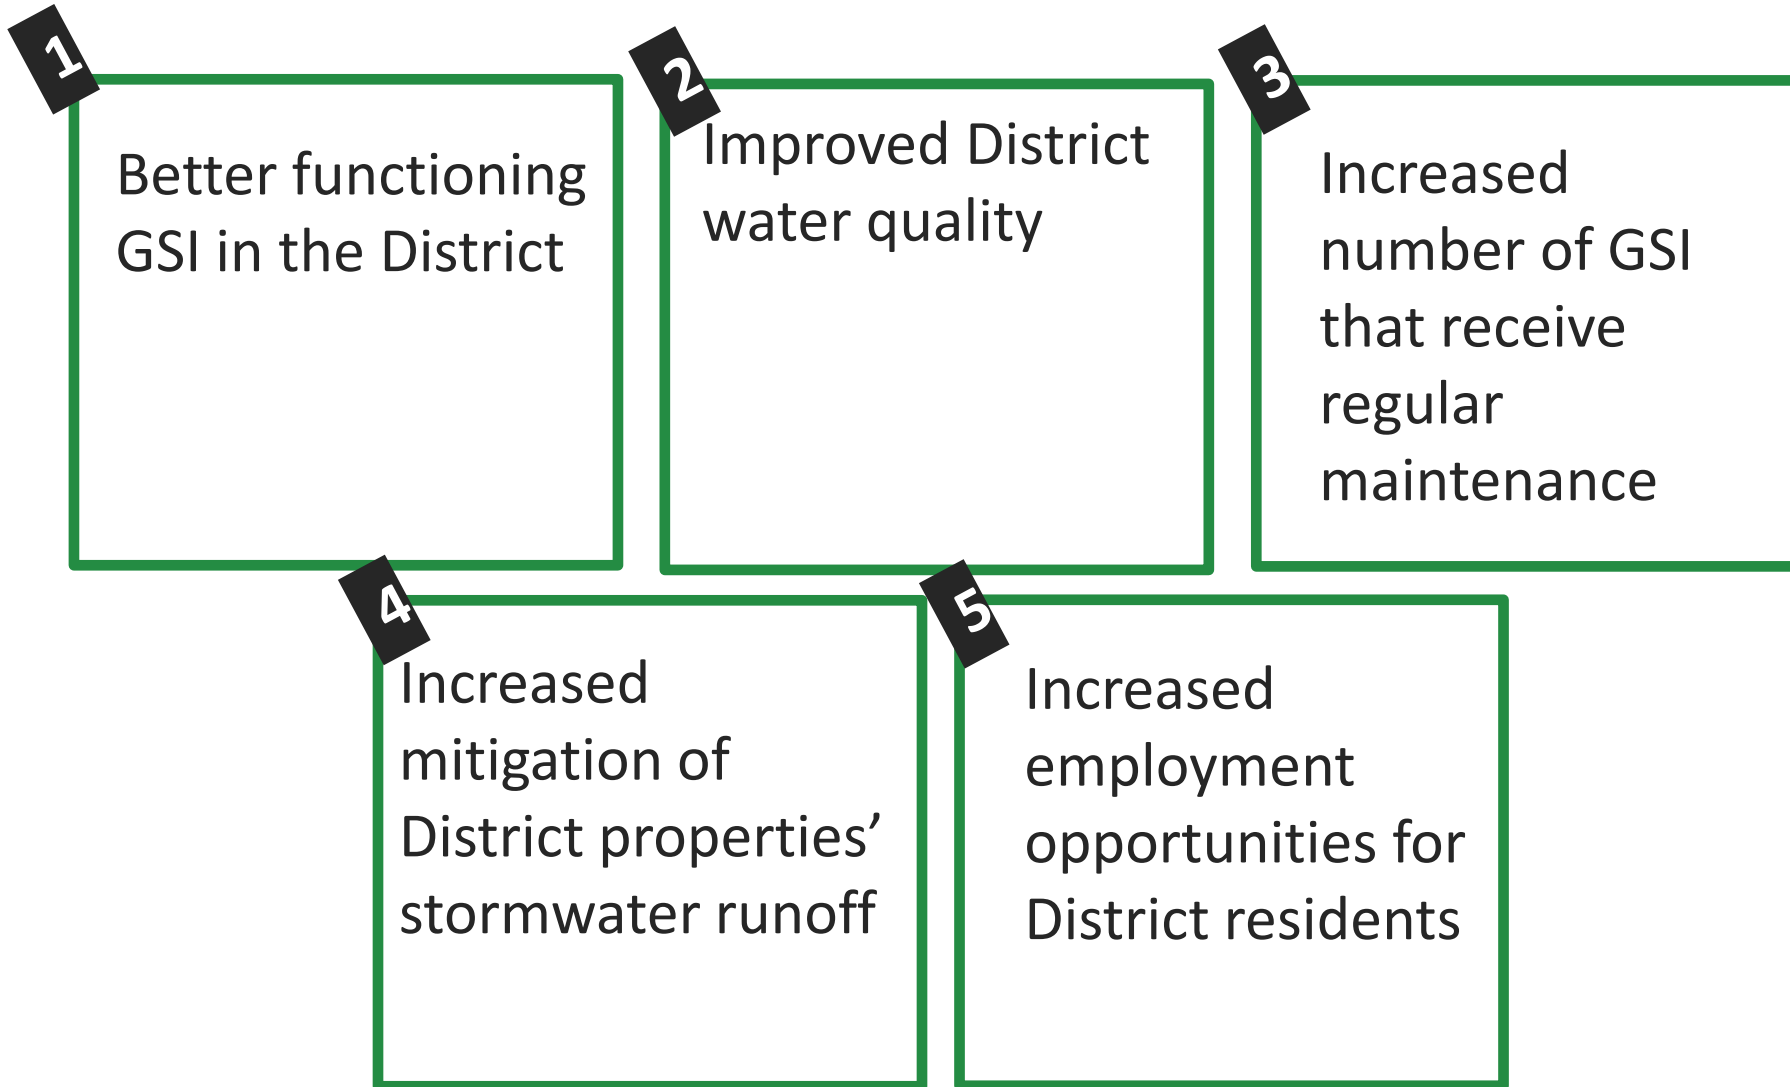 1
Better functioning
GSI in the District
2
Improved District
water quality
3
Increased
number of GSI
that receive
regular
maintenance
4
Increased
mitigation of
District properties’
stormwater runoff
5
Increased
employment
opportunities for
District residents